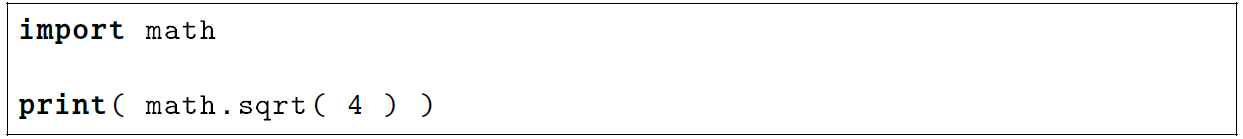 import math
print( math.sqrt( 4 ) )